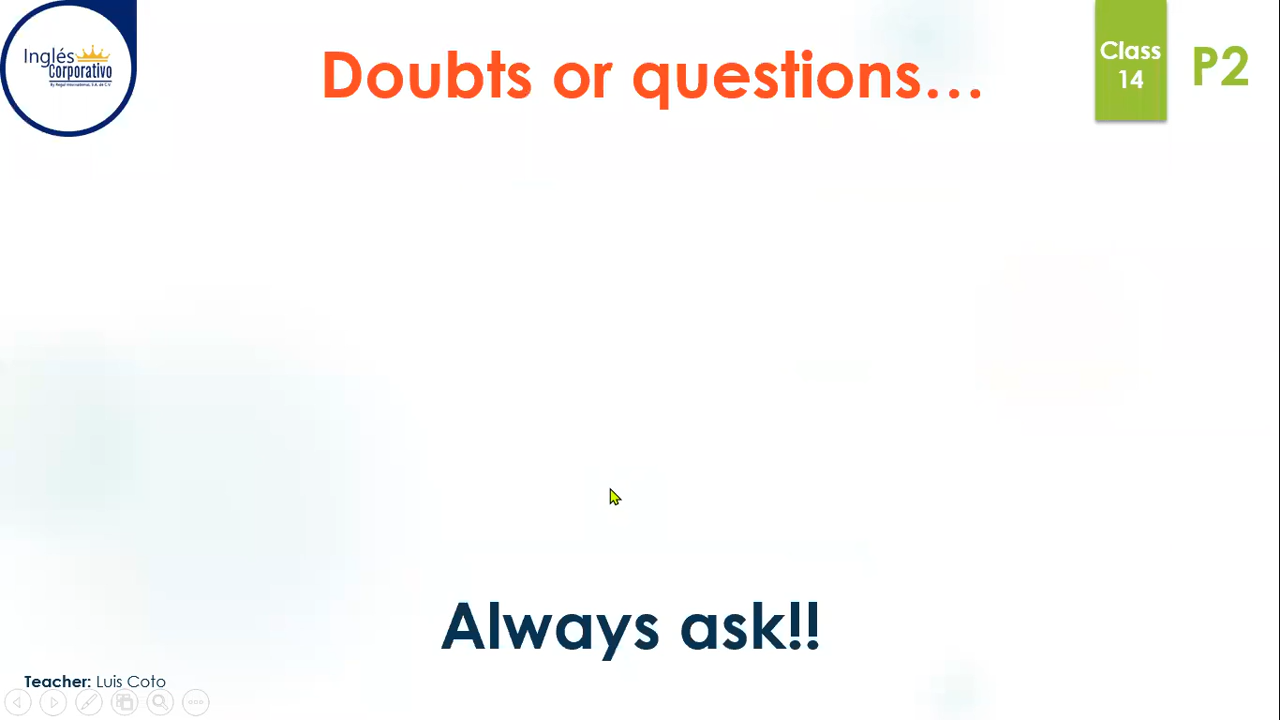 Inglés
Corporativo
Doubts or questions...
Class
14
P2
Always ask!!
Teacher: Luis Coto